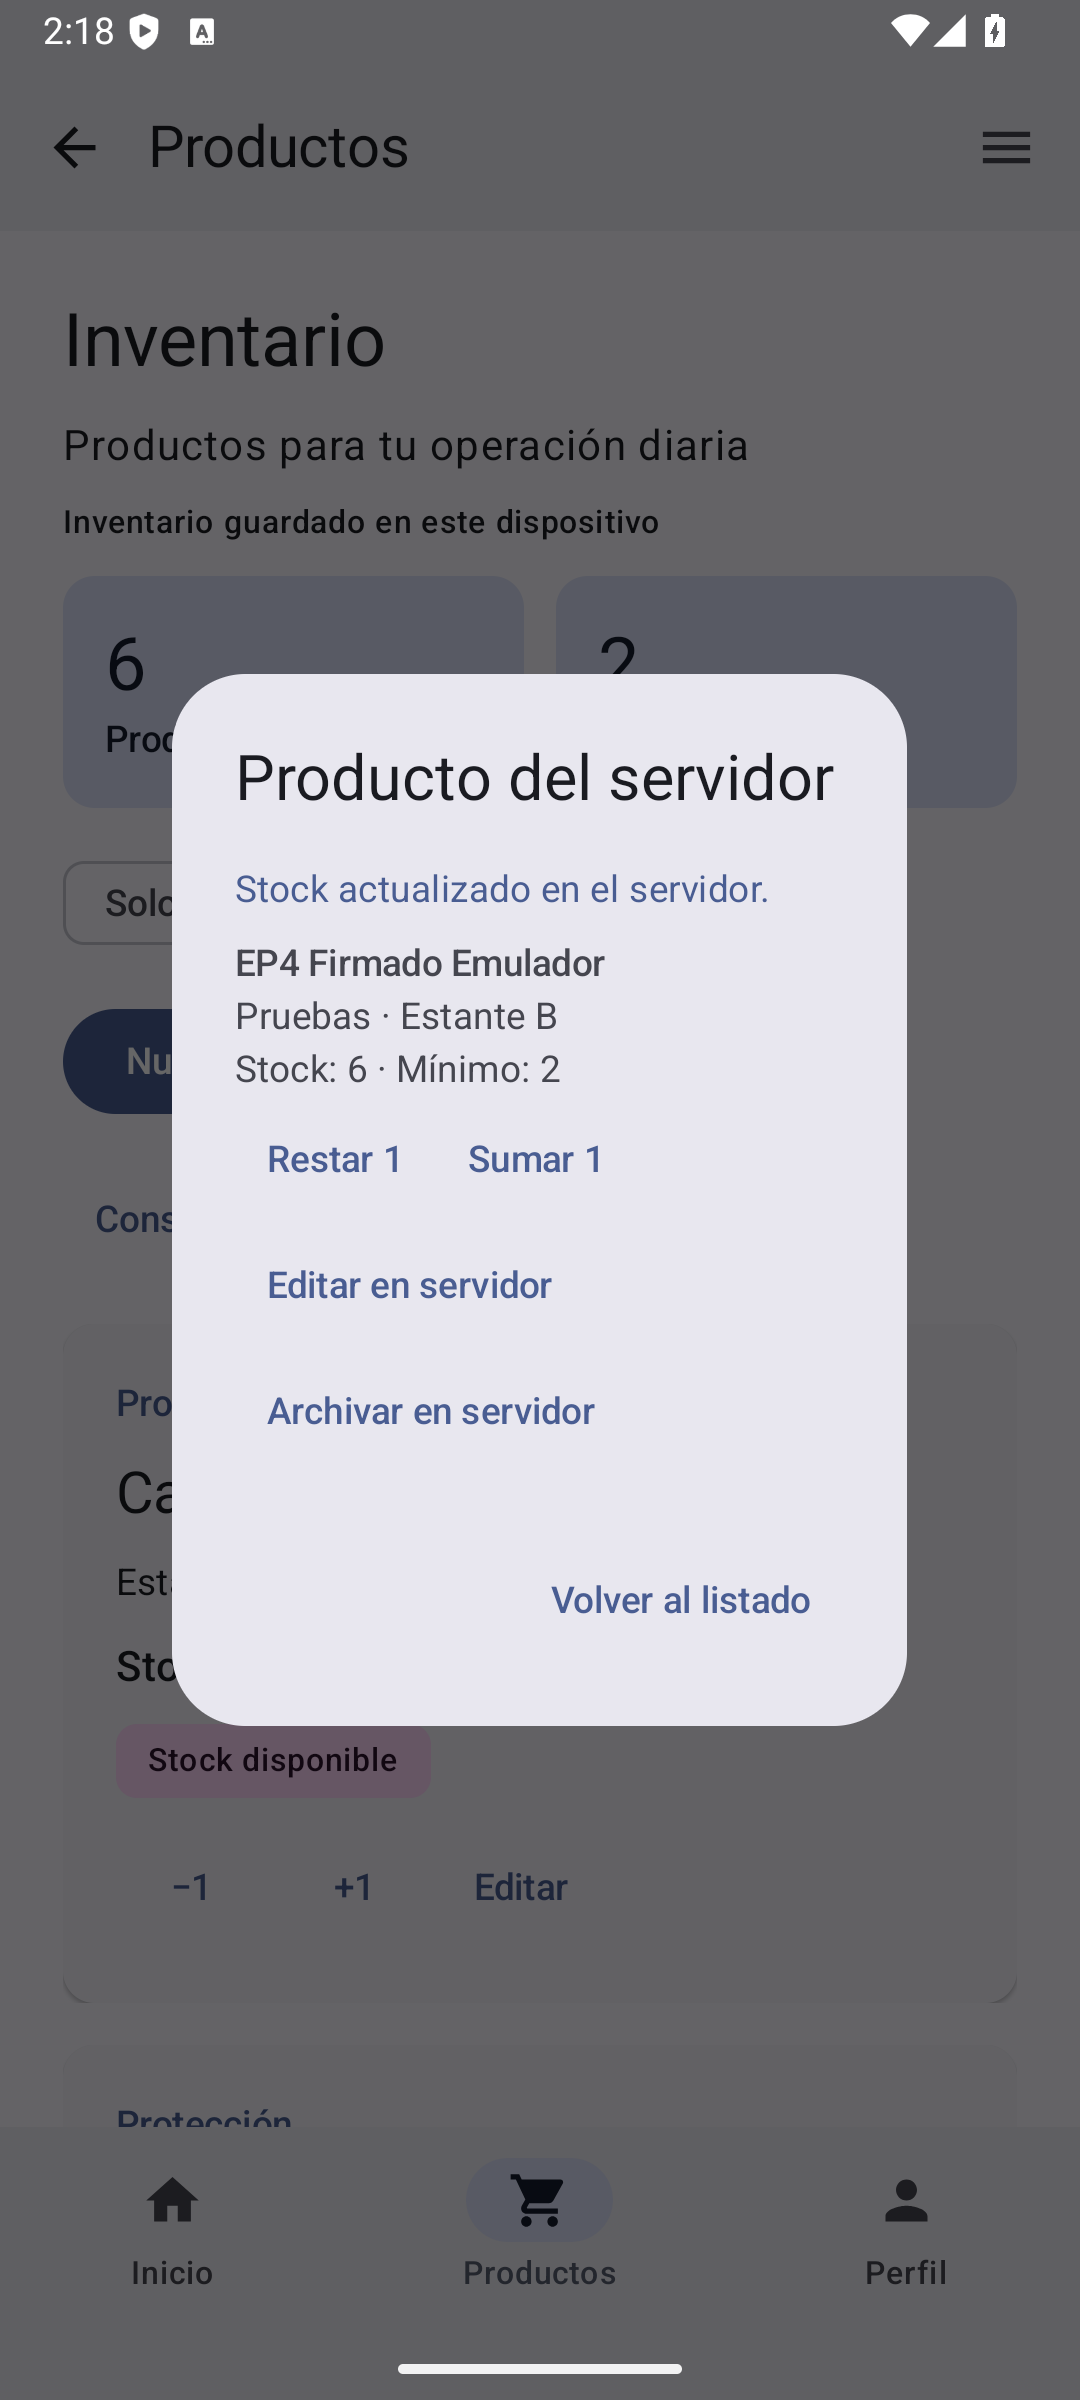 2:18
Productos
Inventario
Productos para tu operación diaria
Inventario guardado en este dispositivo
6
2
Producto del servidor
Stock actualizado en el servidor.
EP4 Firmado Emulador
Pruebas · Estante B
Stock: 6 · Mínimo: 2
Restar 1 Sumar 1
Editar en servidor
Archivar en servidor
Volver al listado
Stock disponible
−1 +1 Editar
Protección
Inicio Productos Perfil